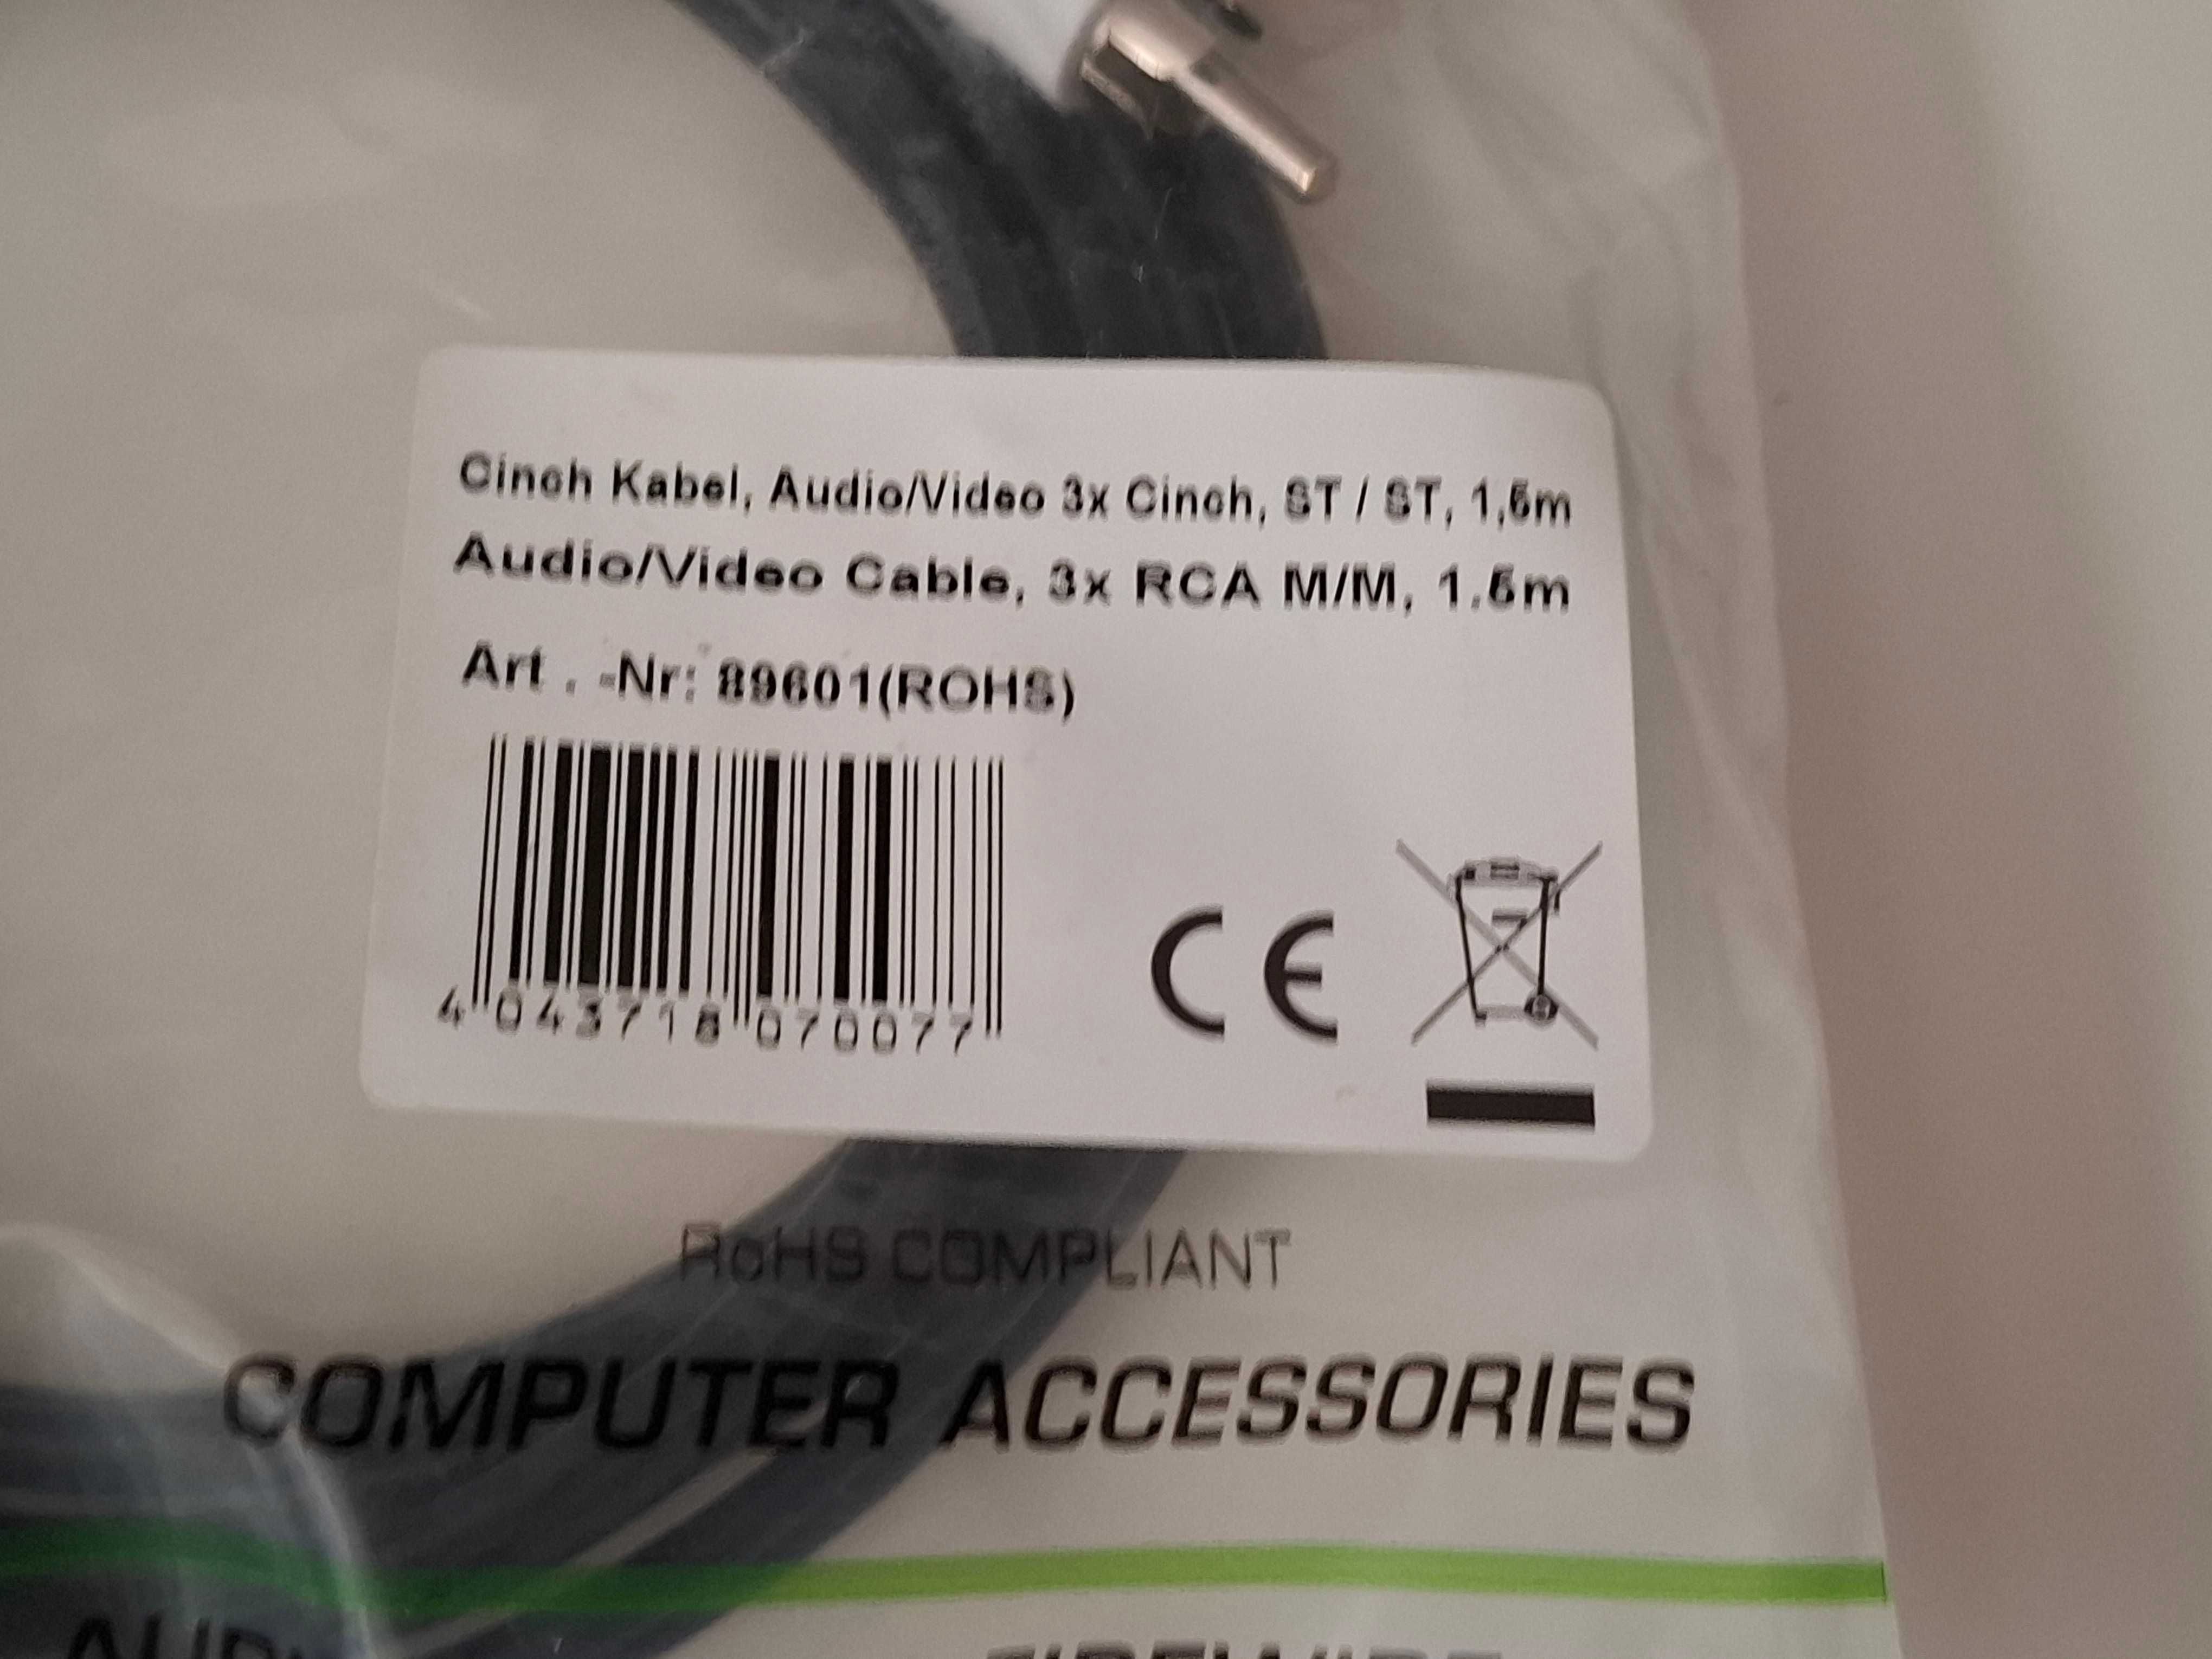 Cinch Kabel, Audio/Video 3x Cinch, ST / ST, 1,5m
Audio/Video Cable, 3x RCA M/M, 1.5m
Art . -Nr: 89601(ROHS)
4 043718 070077
CE
RoHS COMPLIANT
COMPUTER ACCESSORIES
FIREWIRE